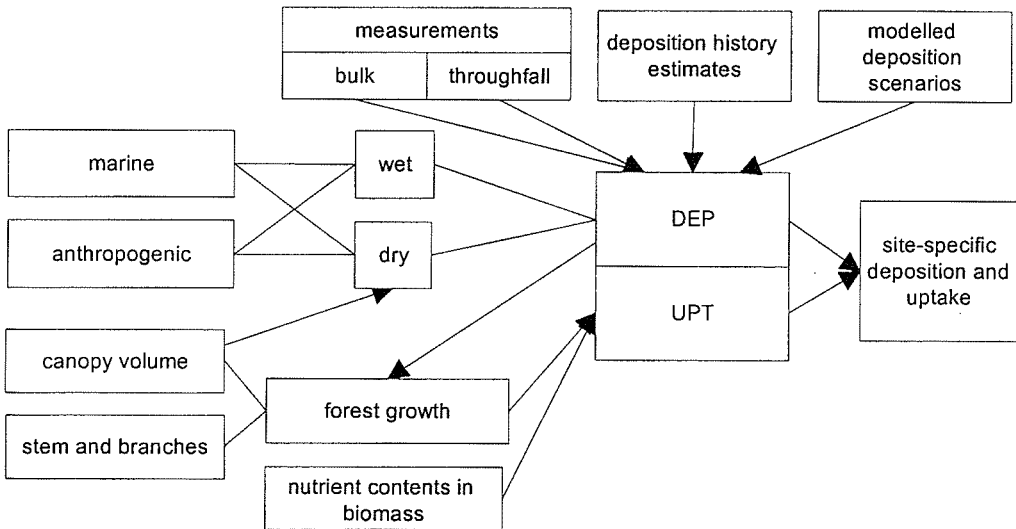 measurements
bulk
throughfall
deposition history
estimates
modelled
deposition
scenarios
marine
wet
anthropogenic
dry
DEP
UPT
site-specific
deposition and
uptake
canopy volume
forest growth
stem and branches
nutrient contents in
biomass